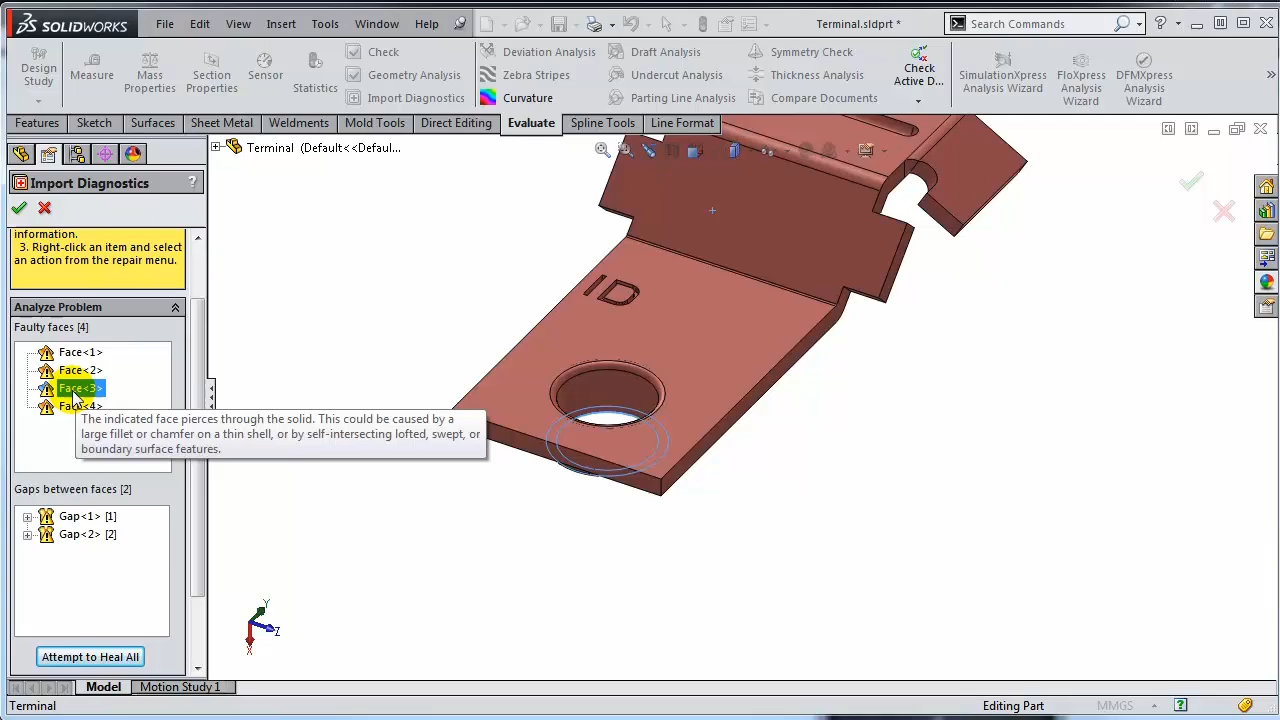 SOLIDWORKS File Edit View Insert Tools Window Help Terminal.sldprt * Search Commands ?
Design Study
Measure
Mass Properties
Section Properties
Sensor
Statistics
Check
Geometry Analysis
Import Diagnostics
Deviation Analysis
Zebra Stripes
Curvature
Draft Analysis
Undercut Analysis
Parting Line Analysis
Symmetry Check
Thickness Analysis
Compare Documents
Check Active D...
SimulationXpress Analysis Wizard
FloXpress Analysis Wizard
DFMXpress Analysis Wizard
Features Sketch Surfaces Sheet Metal Weldments Mold Tools Direct Editing Evaluate Spline Tools Line Format
Terminal (Default<<Defaul...
Import Diagnostics ?
information.
3. Right-click an item and select
an action from the repair menu.
Analyze Problem
Faulty faces [4]
Face<1>
Face<2>
Face<3>
Face<4>
The indicated face pierces through the solid. This could be caused by a
large fillet or chamfer on a thin shell, or by self-intersecting lofted, swept, or
boundary surface features.
Gaps between faces [2]
Gap<1> [1]
Gap<2> [2]
Attempt to Heal All
ID
Y
Z
X
Model Motion Study 1
Terminal Editing Part MMGS ?